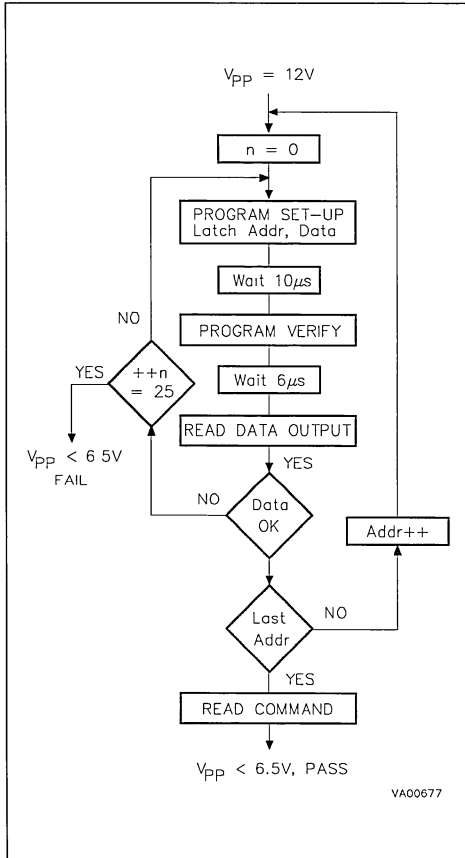 VPP = 12V
n = 0
PROGRAM SET-UP
Latch Addr, Data
Wait 10µs
NO
PROGRAM VERIFY
YES
++n
= 25
Wait 6µs
READ DATA OUTPUT
VPP < 6 5V
FAIL
YES
NO
Data
OK
Addr++
Last
Addr
NO
YES
READ COMMAND
VPP < 6.5V, PASS
VA00677